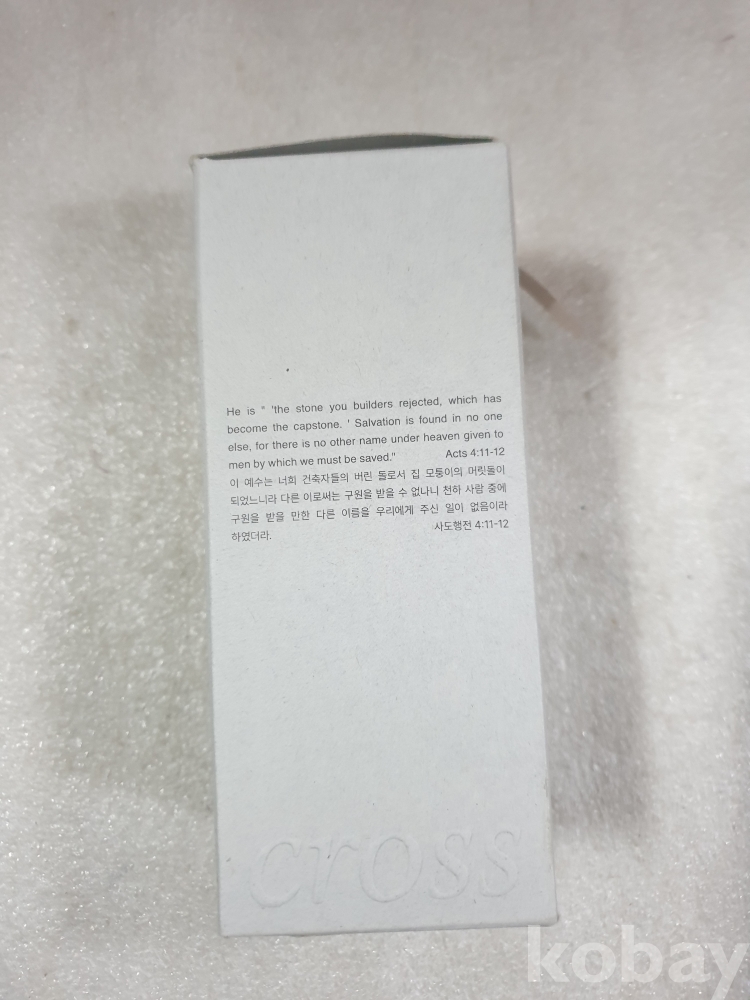 He is " 'the stone you builders rejected, which has
become the capstone. ' Salvation is found in no one
else, for there is no other name under heaven given to
men by which we must be saved." Acts 4:11-12
이 예수는 너희 건축자들의 버린 돌로서 집 모퉁이의 머릿돌이
되었느니라 다른 이로써는 구원을 받을 수 없나니 천하 사람 중에
구원을 받을 만한 다른 이름을 우리에게 주신 일이 없음이라
하였더라. 사도행전 4:11-12
cross
kobay